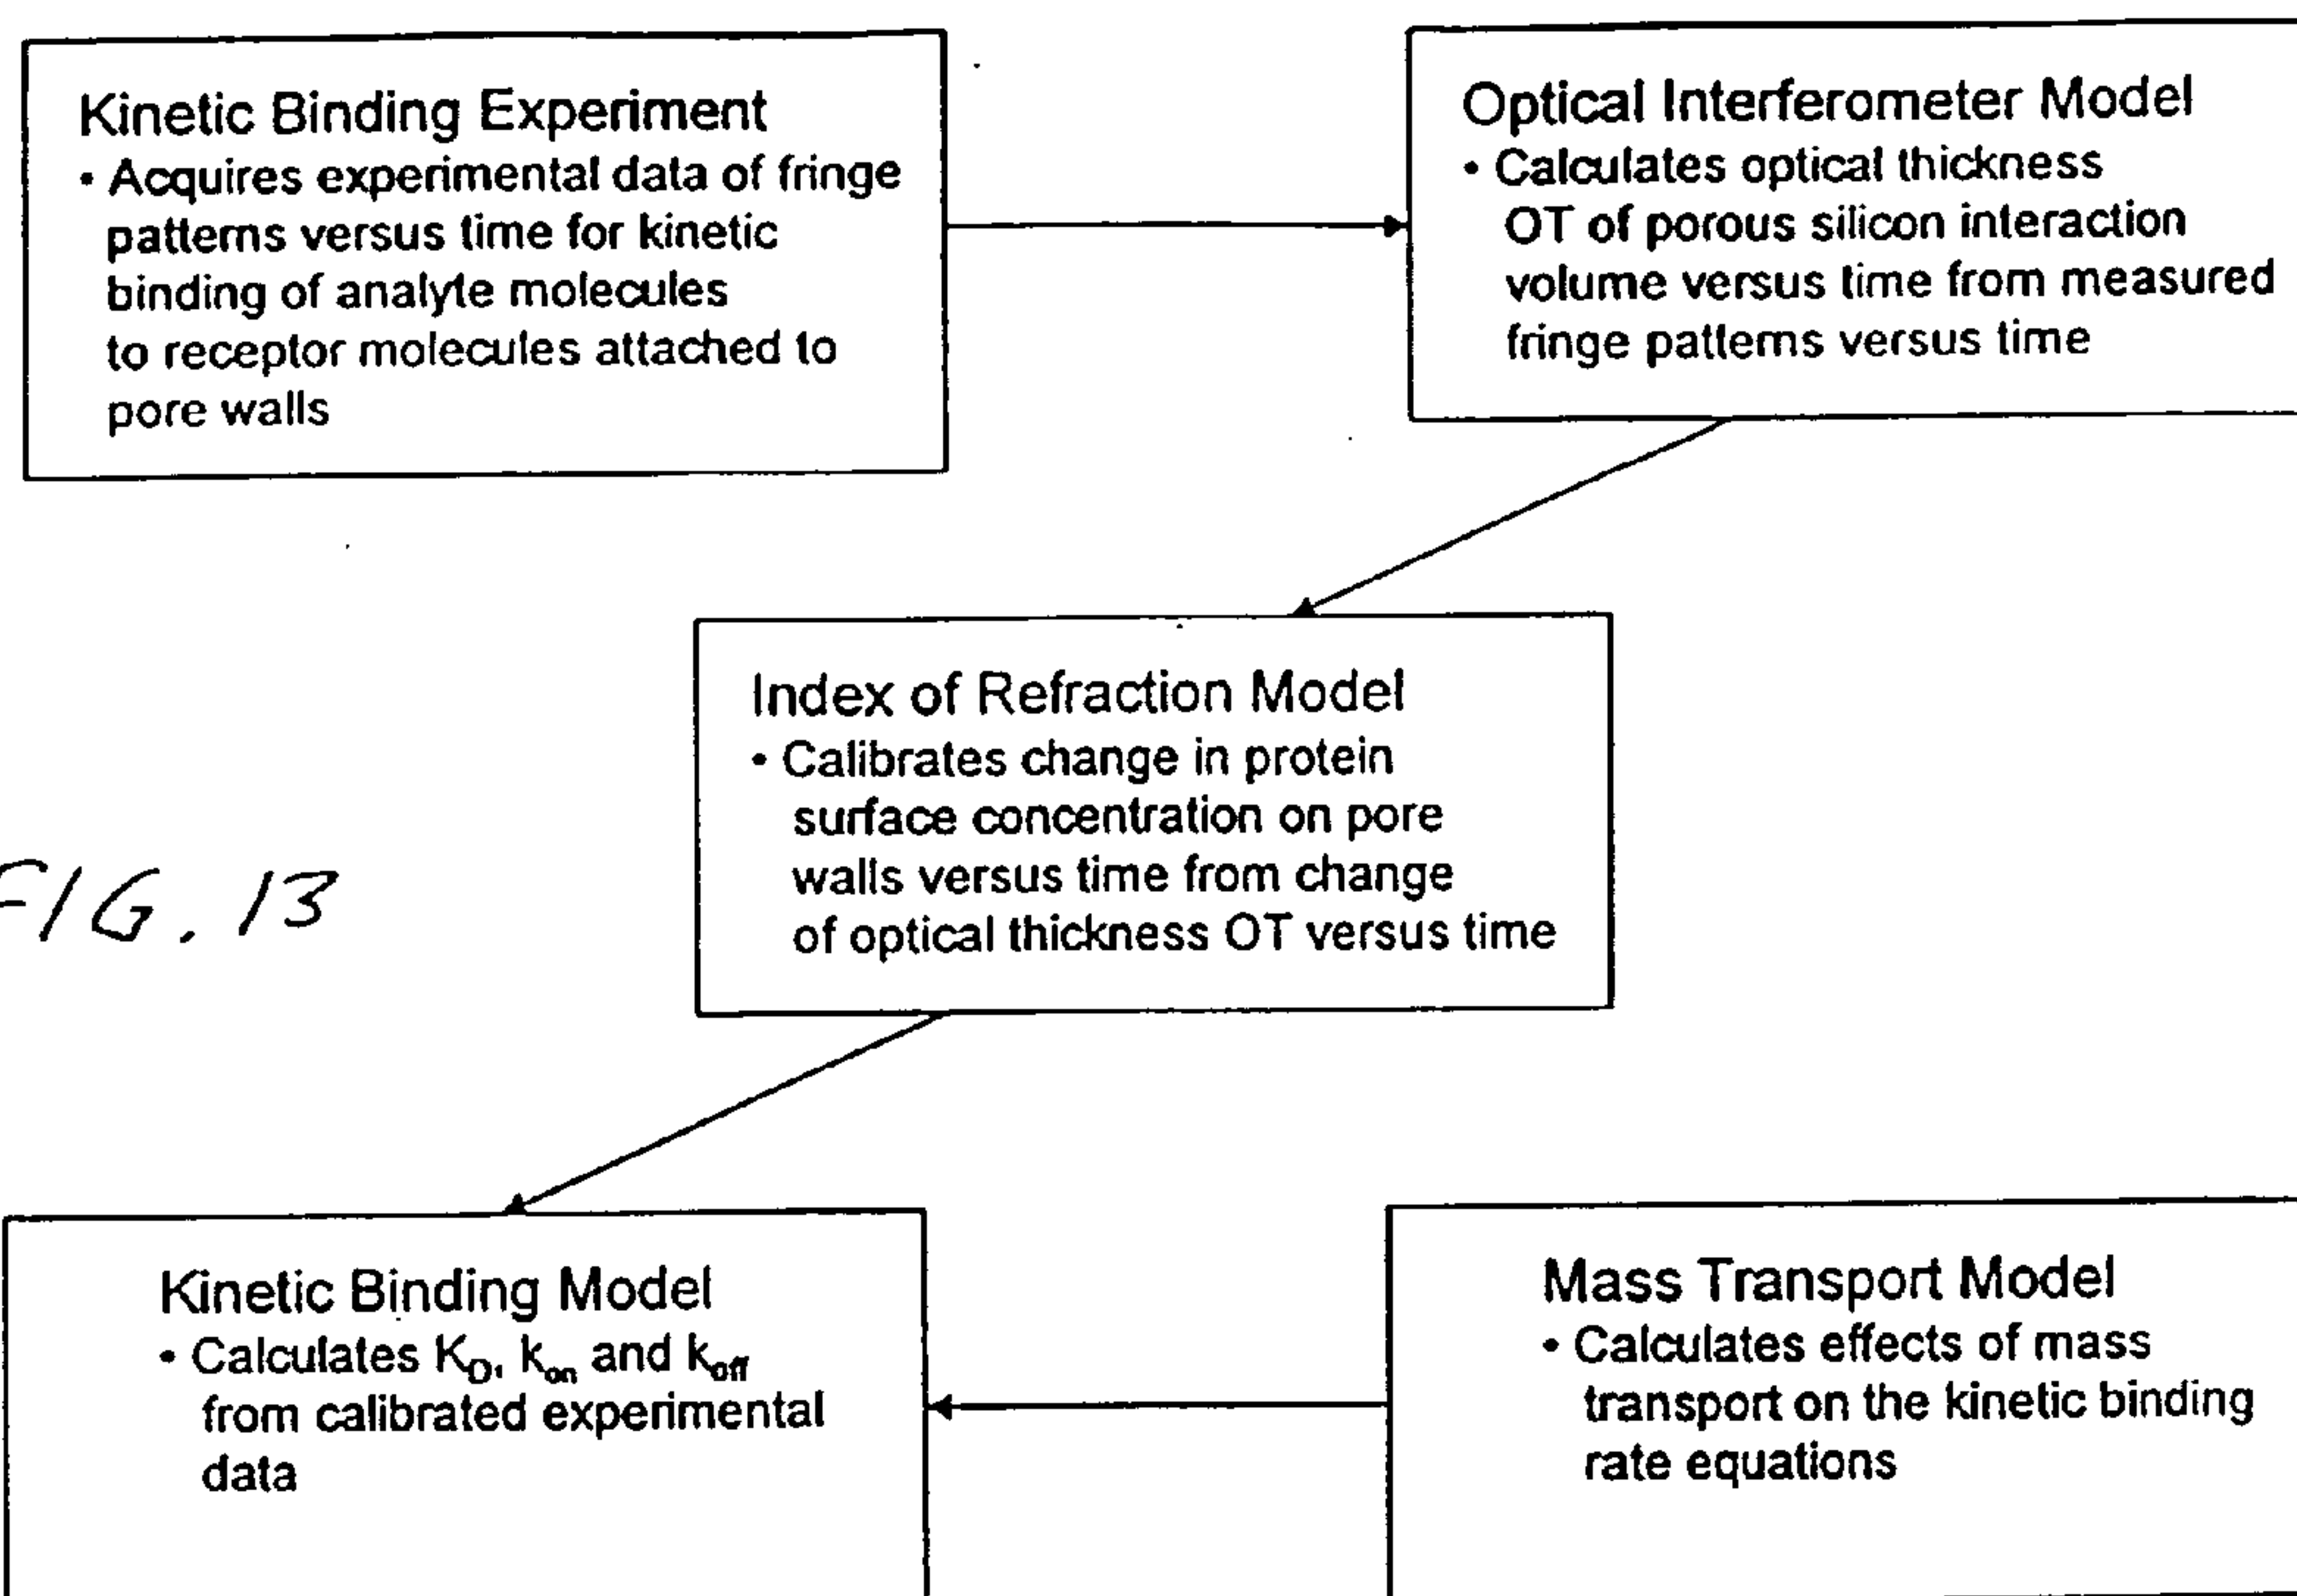 Kinetic Binding Experiment
• Acquires experimental data of fringe
patterns versus time for kinetic
binding of analyte molecules
to receptor molecules attached to
pore walls
Optical Interferometer Model
• Calculates optical thickness
OT of porous silicon interaction
volume versus time from measured
fringe patterns versus time
Index of Refraction Model
• Calibrates change in protein
surface concentration on pore
walls versus time from change
of optical thickness OT versus time
FIG. 13
Kinetic Binding Model
• Calculates K_D, k_on and k_off
from calibrated experimental
data
Mass Transport Model
• Calculates effects of mass
transport on the kinetic binding
rate equations